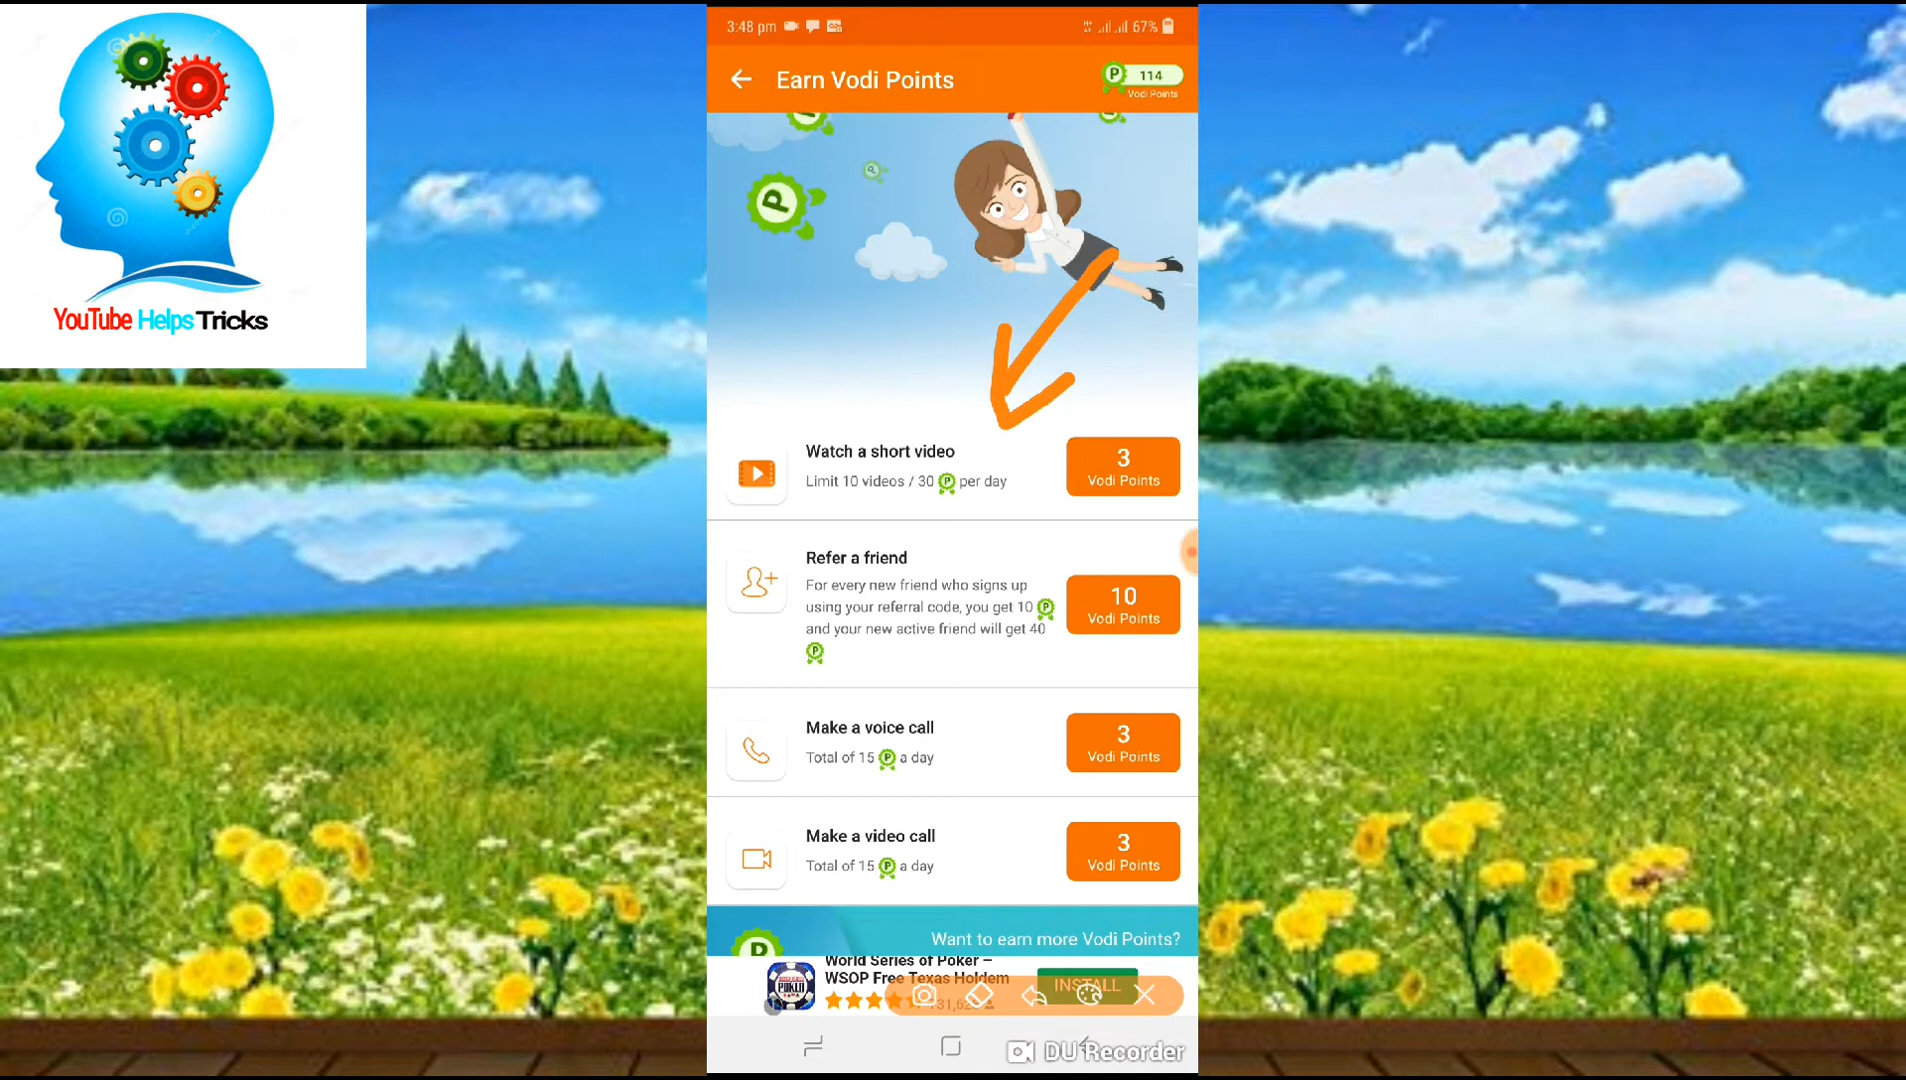 YouTube Helps Tricks
3:48 pm
67%
Earn Vodi Points
P
114
Vodi Points
P
Watch a short video
Limit 10 videos / 30 P per day
3
Vodi Points
Refer a friend
For every new friend who signs up
using your referral code, you get 10 P
and your new active friend will get 40
P
10
Vodi Points
Make a voice call
Total of 15 P a day
3
Vodi Points
Make a video call
Total of 15 P a day
3
Vodi Points
Want to earn more Vodi Points?
P
World Series of Poker –
WSOP Free Texas Holdem
INSTALL
DU Recorder